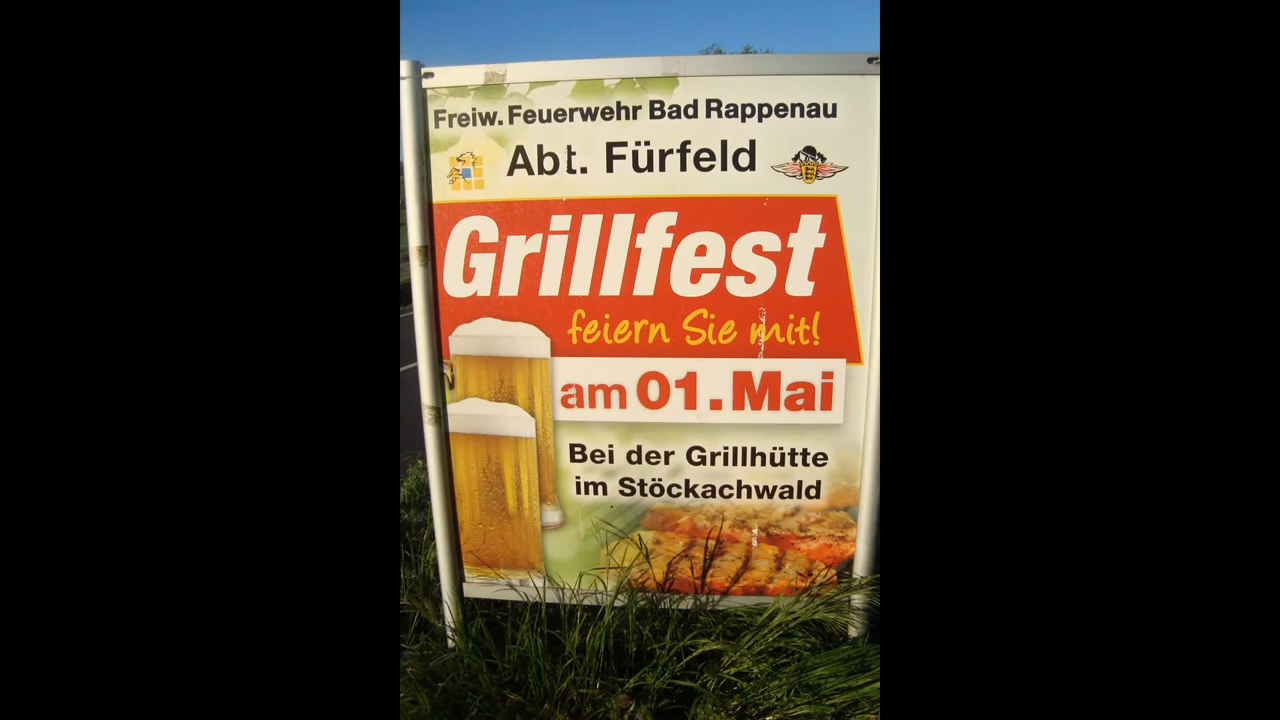 Freiw. Feuerwehr Bad Rappenau
Abt. Fürfeld
Grillfest
feiern Sie mit!
am 01. Mai
Bei der Grillhütte
im Stöckachwald